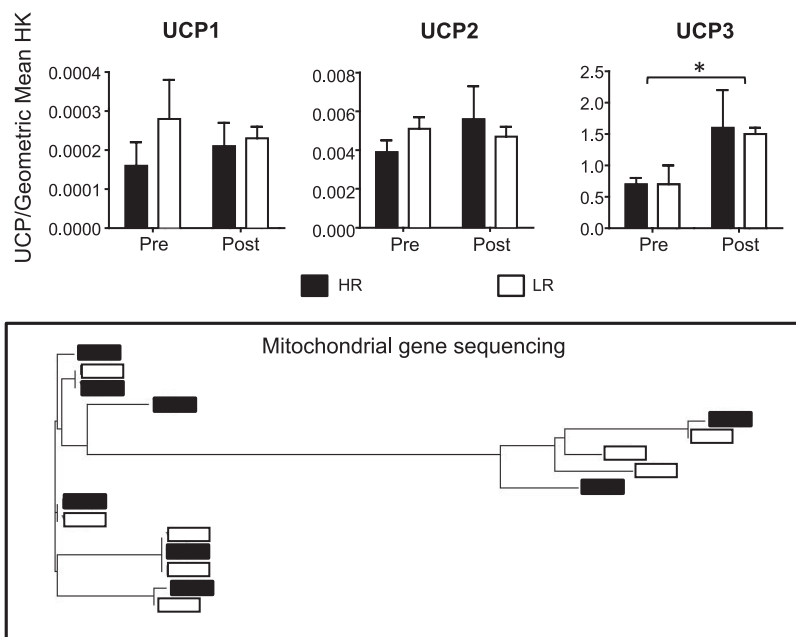 UCP1
UCP2
UCP3
UCP/Geometric Mean HK
0.0004
0.0003
0.0002
0.0001
0.0000
Pre
Post
0.008
0.006
0.004
0.002
0.000
Pre
Post
2.5
2.0
1.5
1.0
0.5
0.0
*
Pre
Post
HR
LR
Mitochondrial gene sequencing